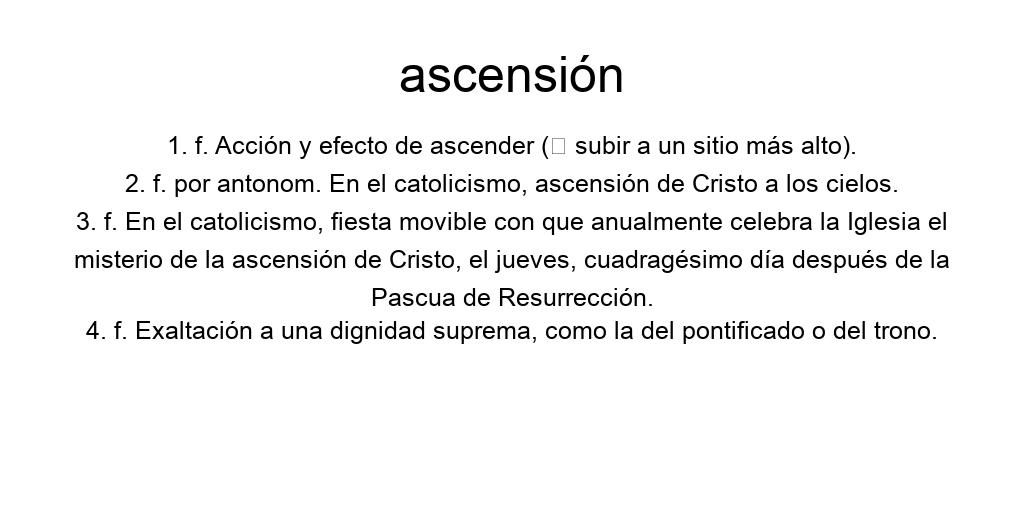 ascensión
1. f. Acción y efecto de ascender (□ subir a un sitio más alto).
2. f. por antonom. En el catolicismo, ascensión de Cristo a los cielos.
3. f. En el catolicismo, fiesta movible con que anualmente celebra la Iglesia el
misterio de la ascensión de Cristo, el jueves, cuadragésimo día después de la
Pascua de Resurrección.
4. f. Exaltación a una dignidad suprema, como la del pontificado o del trono.